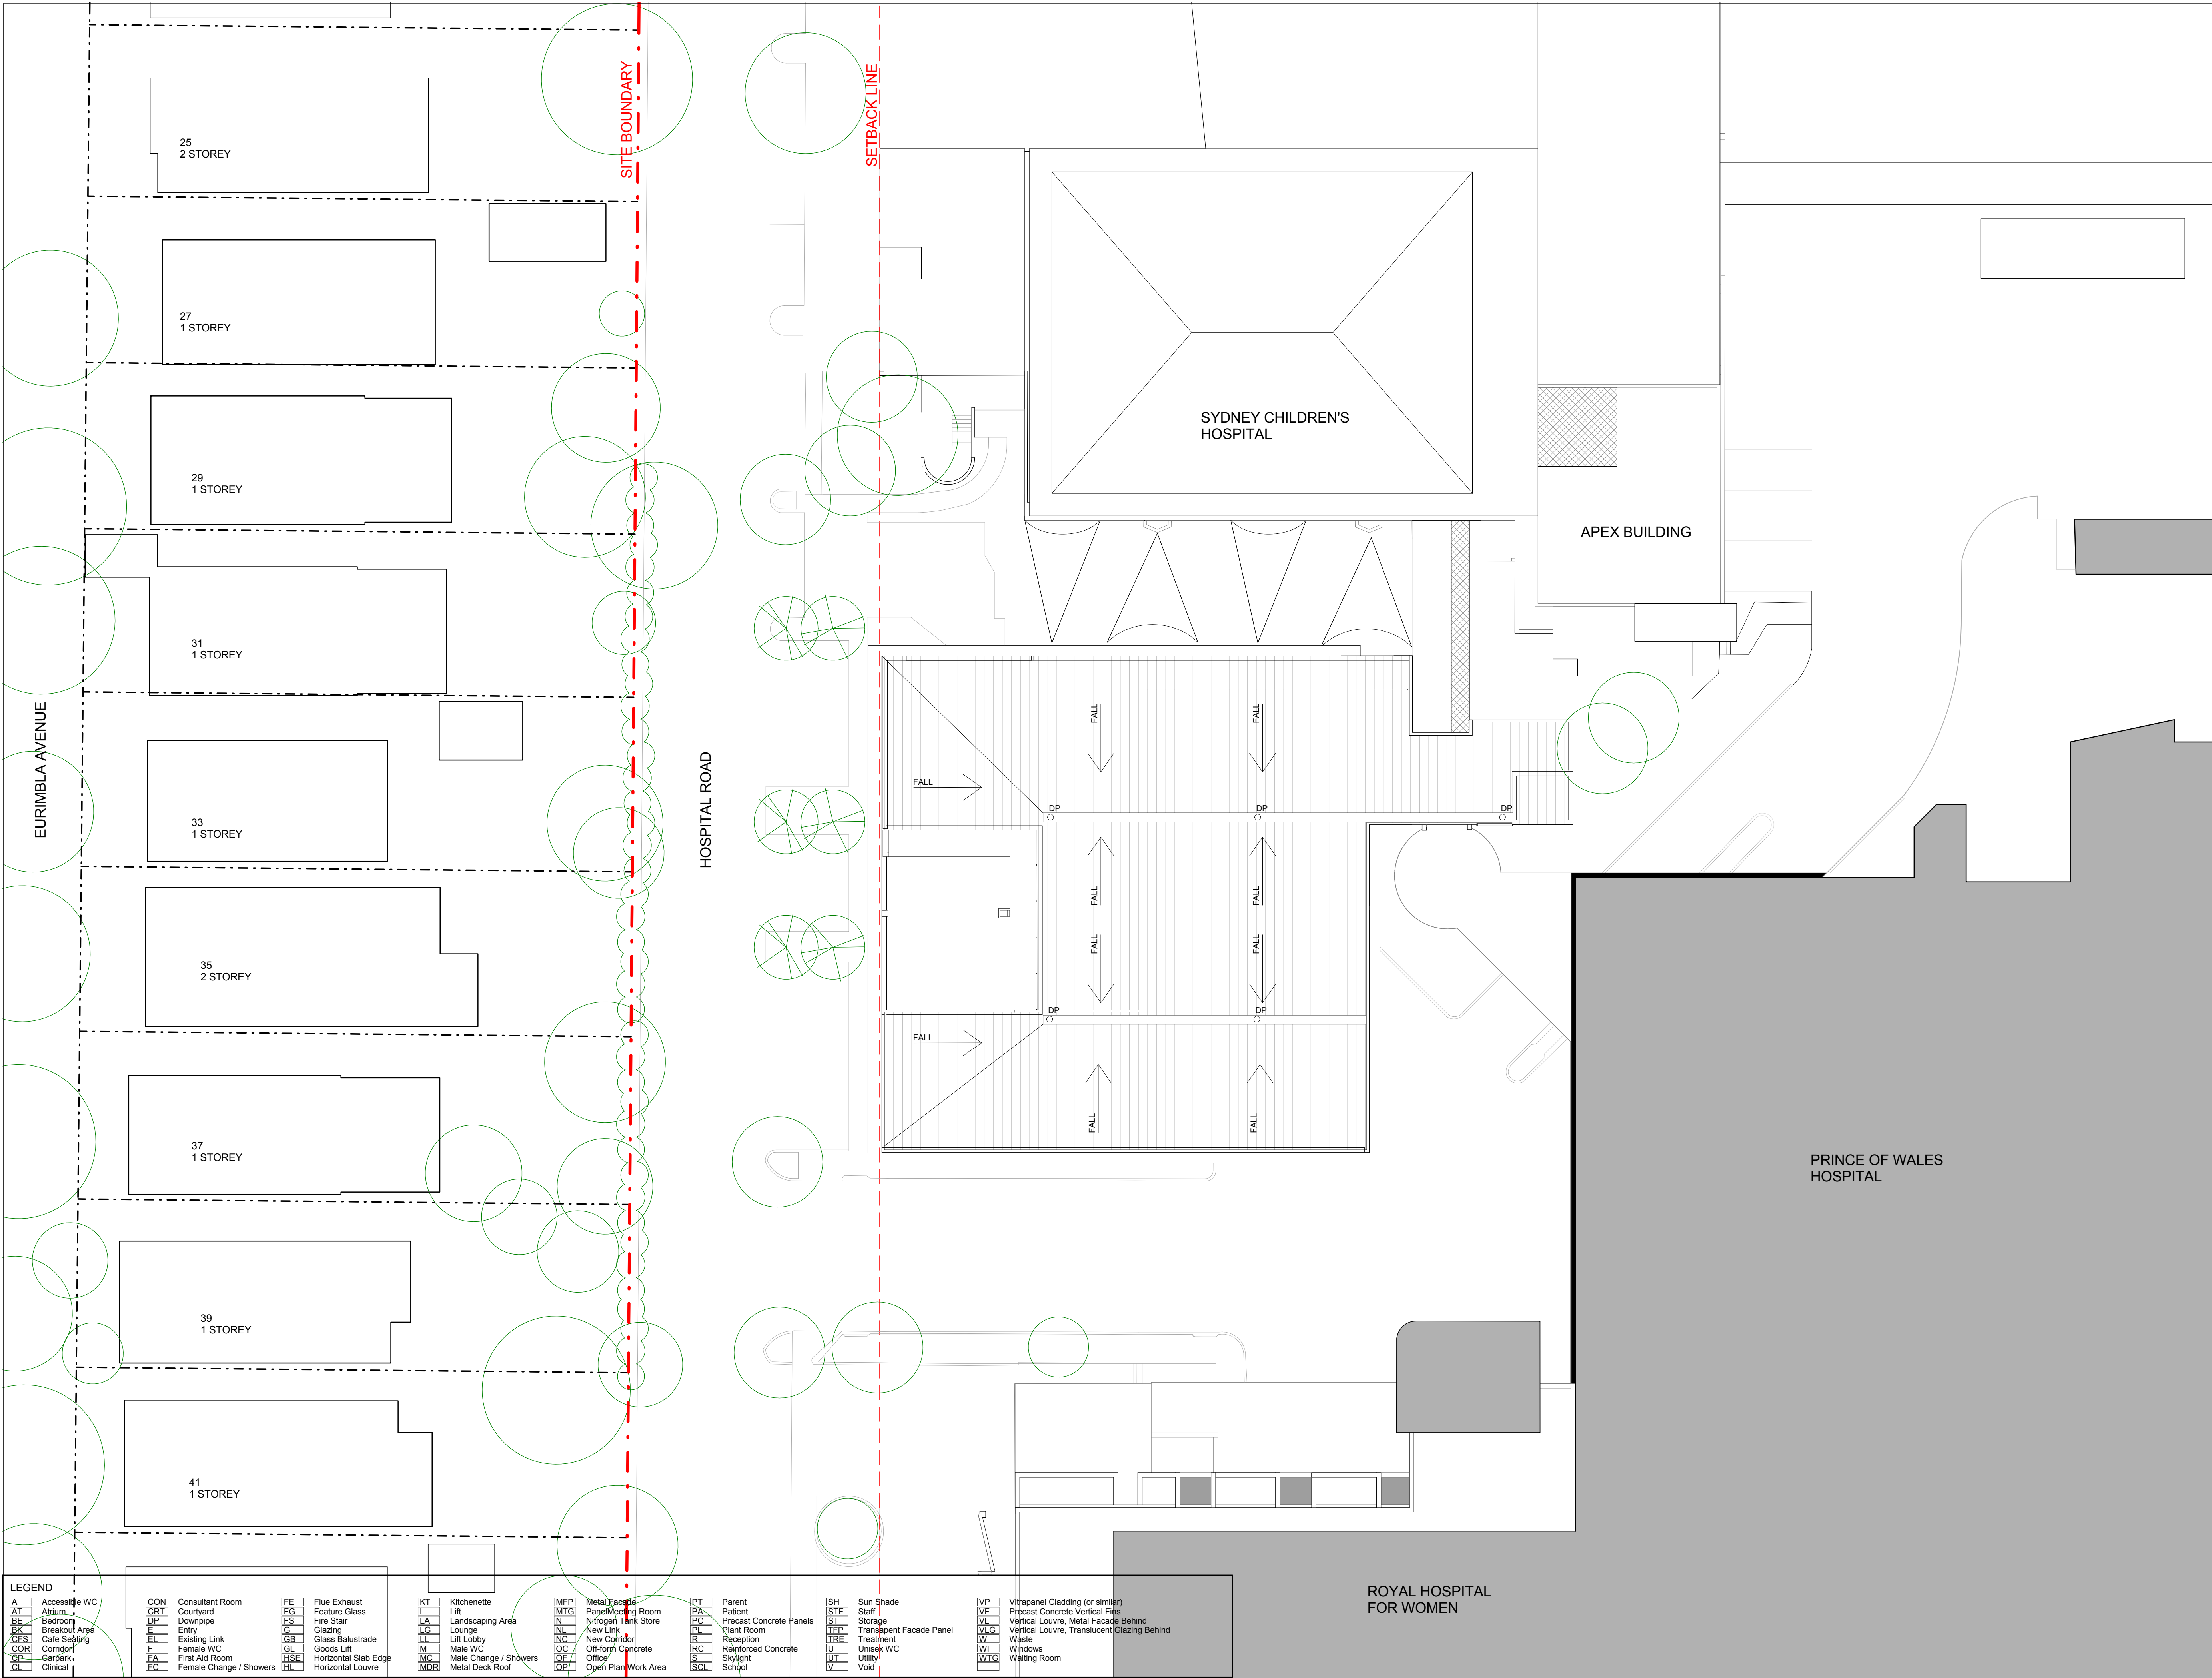 SITE BOUNDARY
SETBACK LINE
25
2 STOREY
27
1 STOREY
29
1 STOREY
31
1 STOREY
33
1 STOREY
35
2 STOREY
37
1 STOREY
39
1 STOREY
41
1 STOREY
EURIMBLA AVENUE
HOSPITAL ROAD
SYDNEY CHILDREN'S
HOSPITAL
APEX BUILDING
FALL
FALL
FALL
DP
DP
DP
FALL
FALL
FALL
FALL
DP
DP
FALL
FALL
FALL
PRINCE OF WALES
HOSPITAL
ROYAL HOSPITAL
FOR WOMEN
LEGEND
A Accessible WC
AT Atrium
BE Bedroom
BK Breakout Area
CFS Cafe Seating
COR Corridor
CP Carpark
CL Clinical
CON Consultant Room
CRT Courtyard
DP Downpipe
E Entry
EL Existing Link
F Female WC
FA First Aid Room
FC Female Change / Showers
FE Flue Exhaust
FG Feature Glass
FS Fire Stair
G Glazing
GB Glass Balustrade
GL Goods Lift
HSE Horizontal Slab Edge
HL Horizontal Louvre
KT Kitchenette
L Lift
LA Landscaping Area
LG Lounge
LL Lift Lobby
M Male WC
MC Male Change / Showers
MDR Metal Deck Roof
MFP Metal Facade
MTG PanelMeeting Room
N Nitrogen Tank Store
NL New Link
NC New Corridor
OC Off-form Concrete
OF Office
OP Open Plan Work Area
PT Parent
PA Patient
PC Precast Concrete Panels
PL Plant Room
R Reception
RC Reinforced Concrete
S Skylight
SCL School
SH Sun Shade
STF Staff
ST Storage
TFP Transapent Facade Panel
TRE Treatment
U Unisex WC
UT Utility
V Void
VP Vitrapanel Cladding (or similar)
VF Precast Concrete Vertical Fins
VL Vertical Louvre, Metal Facade Behind
VLG Vertical Louvre, Translucent Glazing Behind
W Waste
WI Windows
WTG Waiting Room